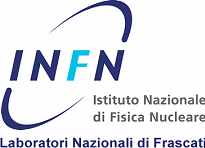 INFN
Istituto Nazionale
di Fisica Nucleare
Laboratori Nazionali di Frascati